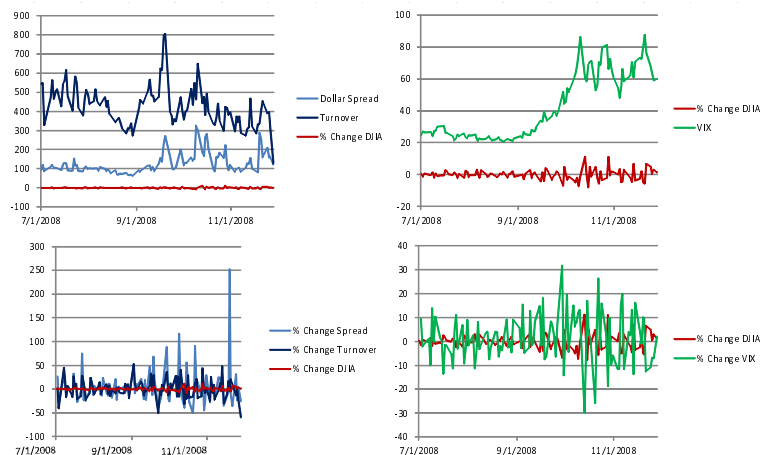 900
800
700
600
500
400
300
200
100
0
-100
7/1/2008 9/1/2008 11/1/2008
Dollar Spread
Turnover
% Change DJIA
100
80
60
40
20
0
-20
7/1/2008 9/1/2008 11/1/2008
% Change DJIA
VIX
300
250
200
150
100
50
0
-50
-100
7/1/2008 9/1/2008 11/1/2008
% Change Spread
% Change Turnover
% Change DJIA
40
30
20
10
0
-10
-20
-30
-40
7/1/2008 9/1/2008 11/1/2008
% Change DJIA
% Change VIX